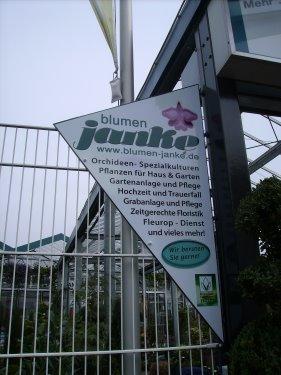 Mehr
blumen
janke
www.blumen-janke.de
Orchideen- Spezialkulturen
Pflanzen für Haus & Garten
Gartenanlage und Pflege
Hochzeit und Trauerfall
Grabanlage und Pflege
Zeitgerechte Floristik
Fleurop - Dienst
und vieles mehr!
Wir beraten
Sie gerne!